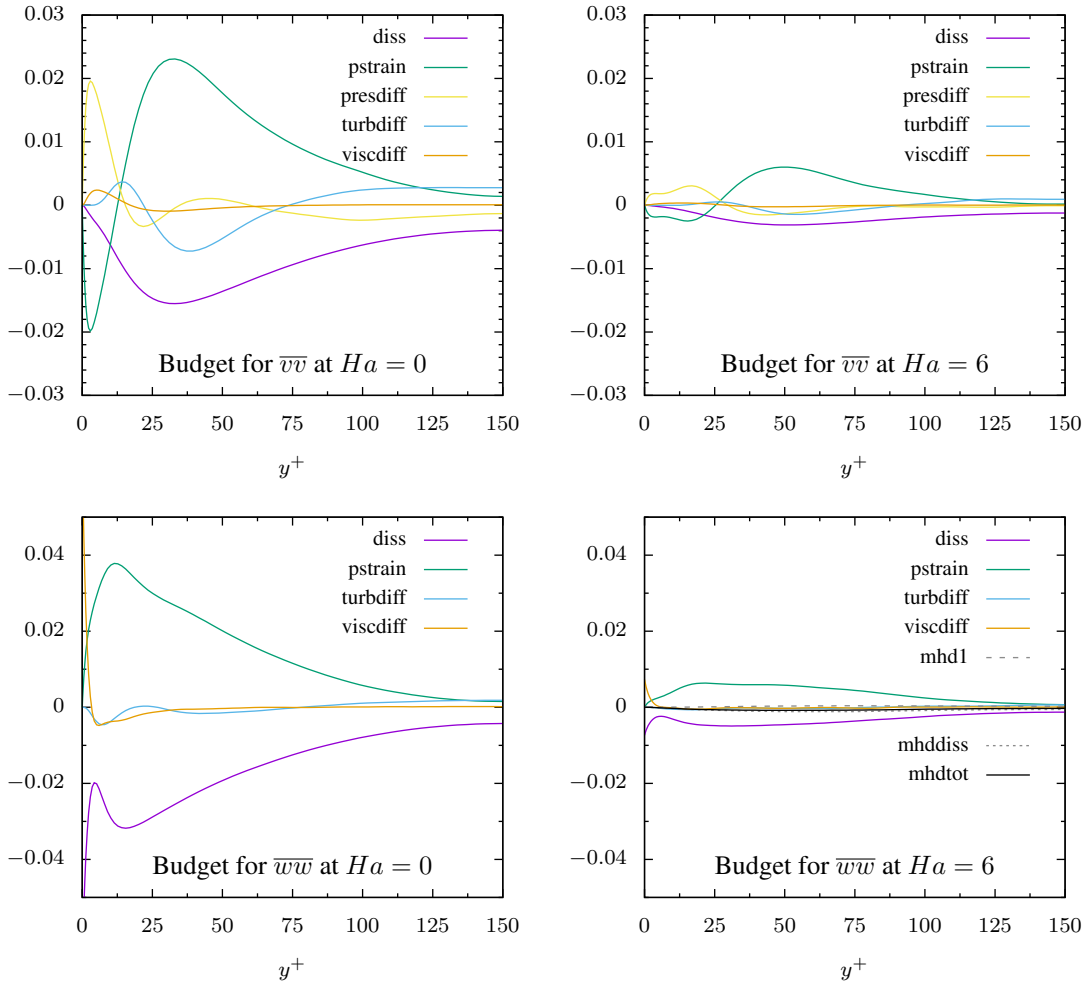 0.03
0.02
0.01
0
−0.01
−0.02
−0.03
diss
pstrain
presdiff
turbdiff
viscdiff
Budget for v̅v̅ at Ha = 0
0 25 50 75 100 125 150
y⁺
0.03
0.02
0.01
0
−0.01
−0.02
−0.03
diss
pstrain
presdiff
turbdiff
viscdiff
Budget for v̅v̅ at Ha = 6
0 25 50 75 100 125 150
y⁺
0.04
0.02
0
−0.02
−0.04
diss
pstrain
turbdiff
viscdiff
Budget for w̅w̅ at Ha = 0
0 25 50 75 100 125 150
y⁺
0.04
0.02
0
−0.02
−0.04
diss
pstrain
turbdiff
viscdiff
mhd1
mhddiss
mhdtot
Budget for w̅w̅ at Ha = 6
0 25 50 75 100 125 150
y⁺